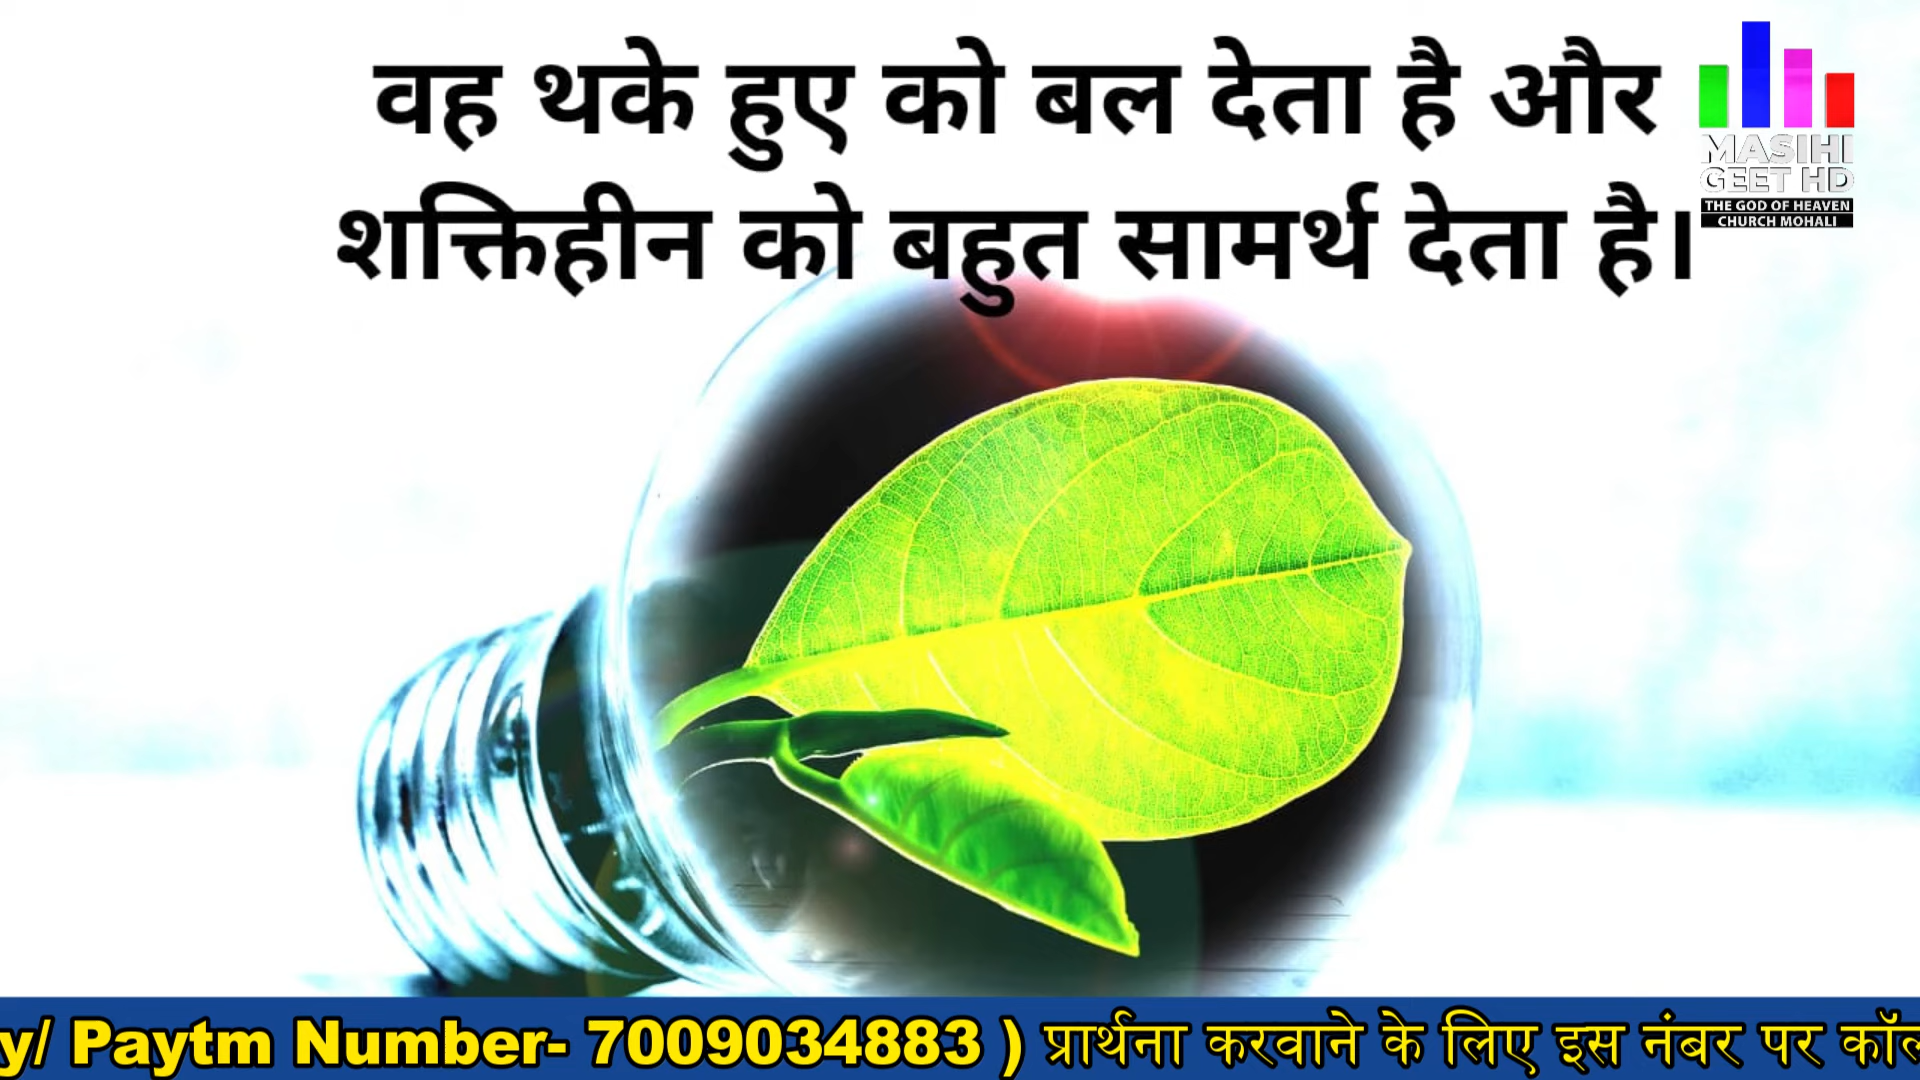 वह थके हुए को बल देता है और
शक्तिहीन को बहुत सामर्थ देता है।
MASIHI
GEET HD
THE GOD OF HEAVEN
CHURCH MOHALI
y/ Paytm Number- 7009034883 ) प्रार्थना करवाने के लिए इस नंबर पर